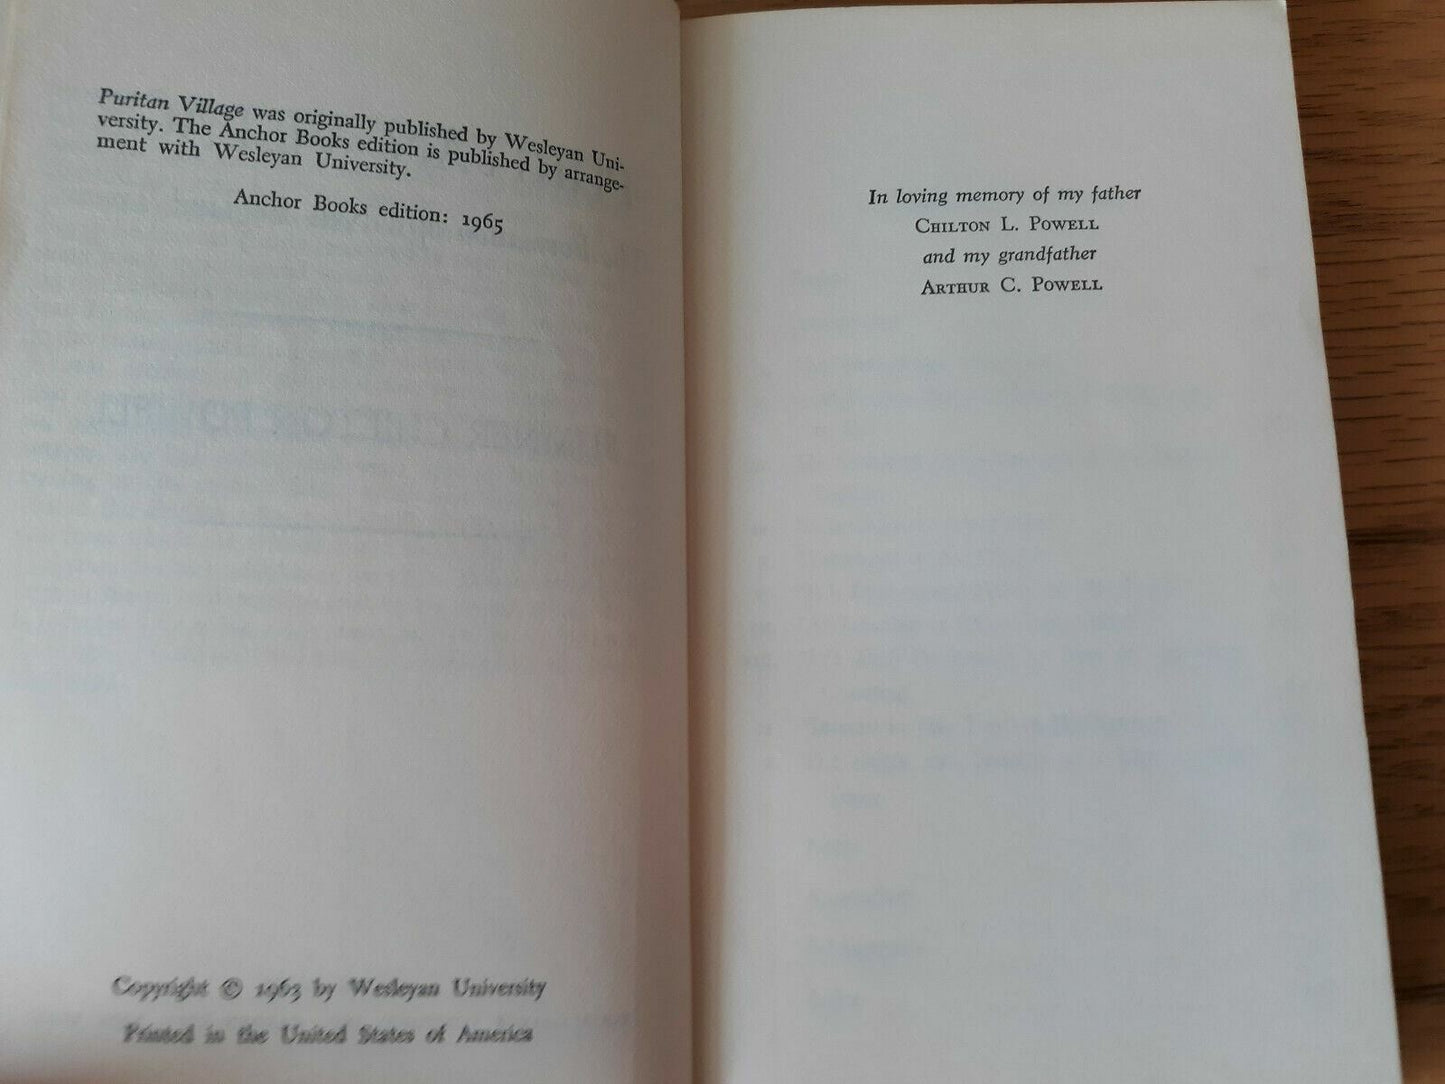 Puritan Village was originally published by Wesleyan Uni-
versity. The Anchor Books edition is published by arrange-
ment with Wesleyan University.
Anchor Books edition: 1965
Copyright © 1963 by Wesleyan University
Printed in the United States of America
In loving memory of my father
CHILTON L. POWELL
and my grandfather
ARTHUR C. POWELL